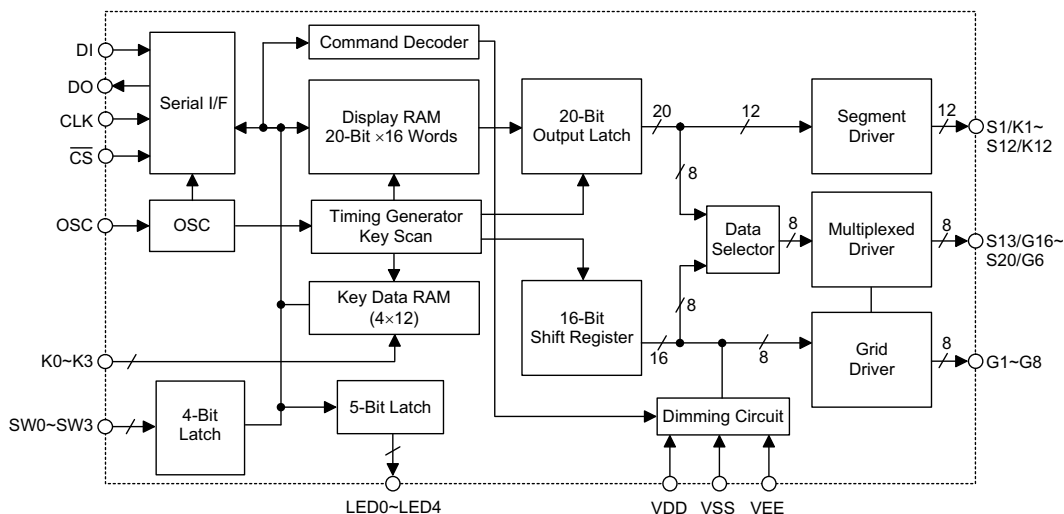 DI
DO
CLK
CS
OSC
K0~K3
SW0~SW3
Serial I/F
OSC
4-Bit
Latch
Command Decoder
Display RAM
20-Bit ×16 Words
Timing Generator
Key Scan
Key Data RAM
(4×12)
5-Bit Latch
LED0~LED4
20-Bit
Output Latch
16-Bit
Shift Register
20
12
8
8
16
8
Data
Selector
8
Dimming Circuit
VDD
VSS
VEE
Segment
Driver
12
S1/K1~
S12/K12
Multiplexed
Driver
8
S13/G16~
S20/G6
Grid
Driver
8
G1~G8